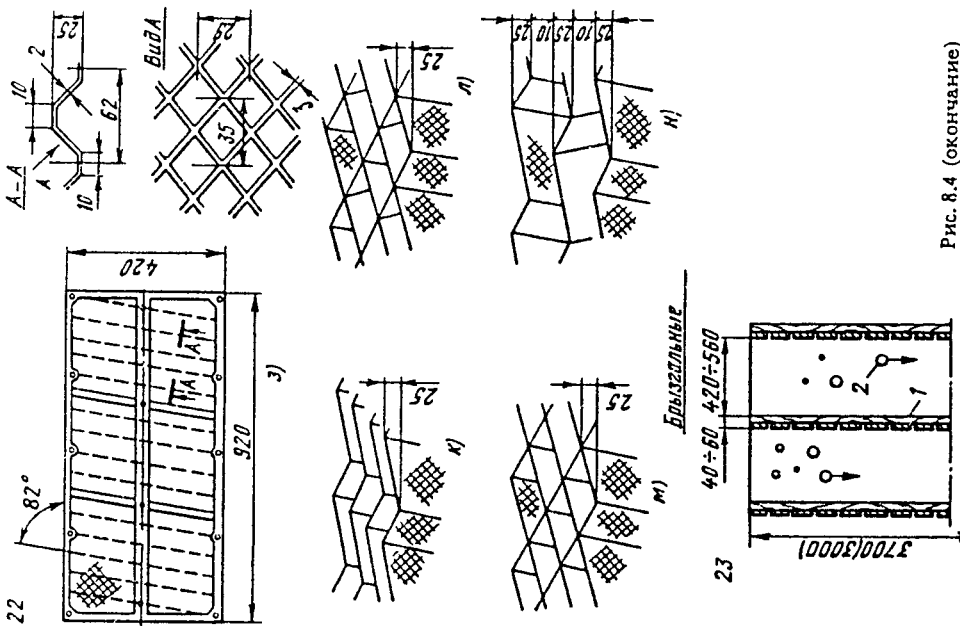 22
82°
920
420
з)
А–А
10
2
25
А
10
62
Вид А
35
25
3
А
А
к)
25
л)
25
м)
25
н)
25
10
25
10
25
23
Брызгальные
40÷60
420÷560
3700(3000)
1
2
Рис. 8.4 (окончание)